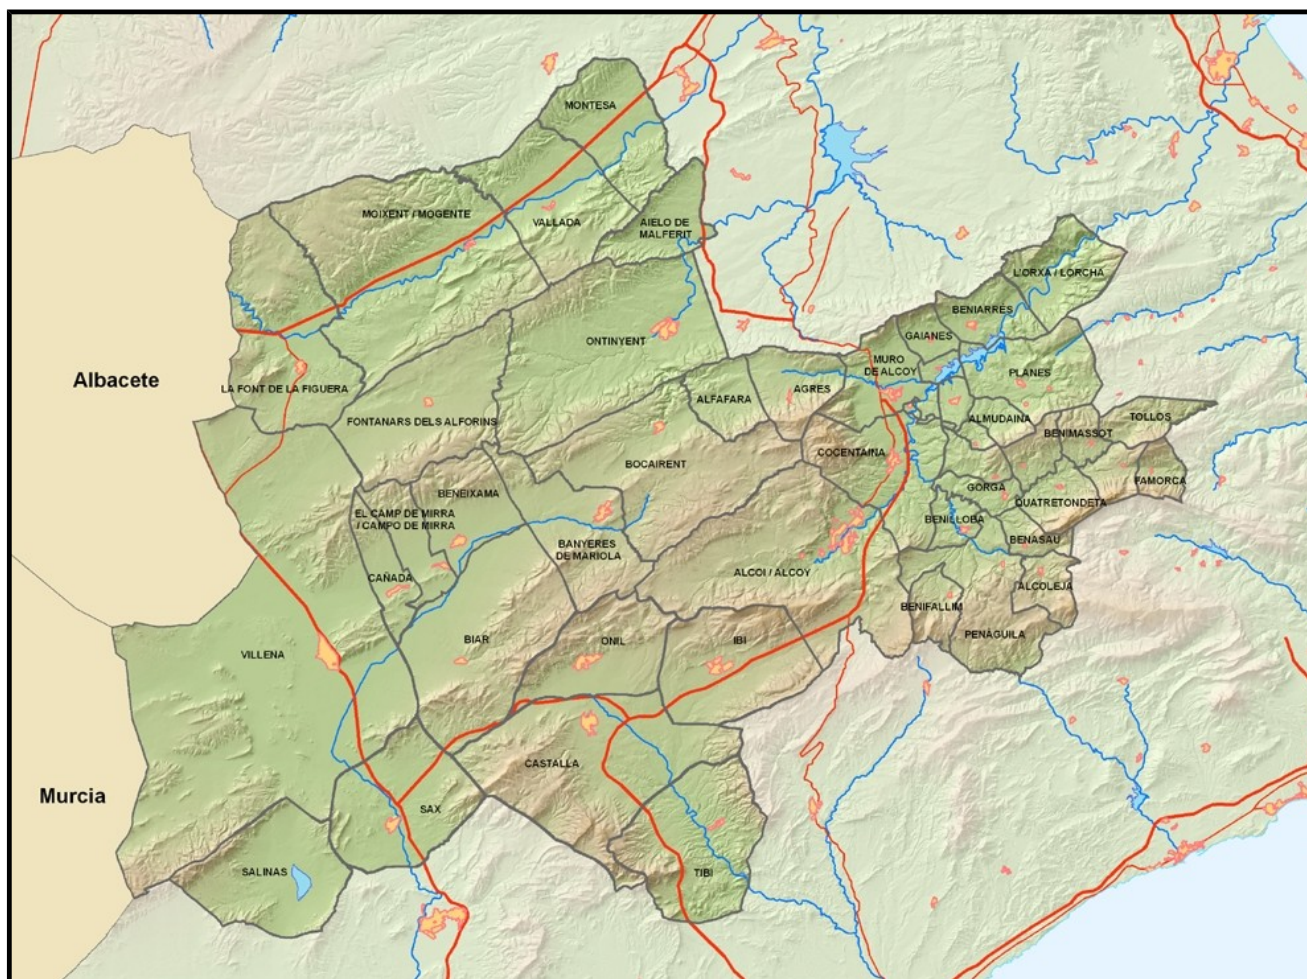 MONTESA
MOIXENT / MOGENTE
VALLADA
AIELO DE
MALFERIT
L'ORXA / LORCHA
BENIARRES
GAIANES
ONTINYENT
MURO
DE ALCOY
PLANES
Albacete
LA FONT DE LA FIGUERA
AGRES
ALFAFARA
FONTANARS DELS ALFORINS
ALMUDAINA
TOLLOS
BENIMASSOT
COCENTAINA
BOCAIRENT
FAMORCA
BENEIXAMA
GORGA
QUATRETONDETA
EL CAMP DE MIRRA
/ CAMPO DE MIRRA
BENILLOBA
BENASAU
BANYERES
DE MARIOLA
ALCOI / ALCOY
CAÑADA
ALCOLEJA
BENIFALLIM
PENÀGUILA
BIAR
ONIL
IBI
VILLENA
CASTALLA
Murcia
SAX
SALINAS
TIBI